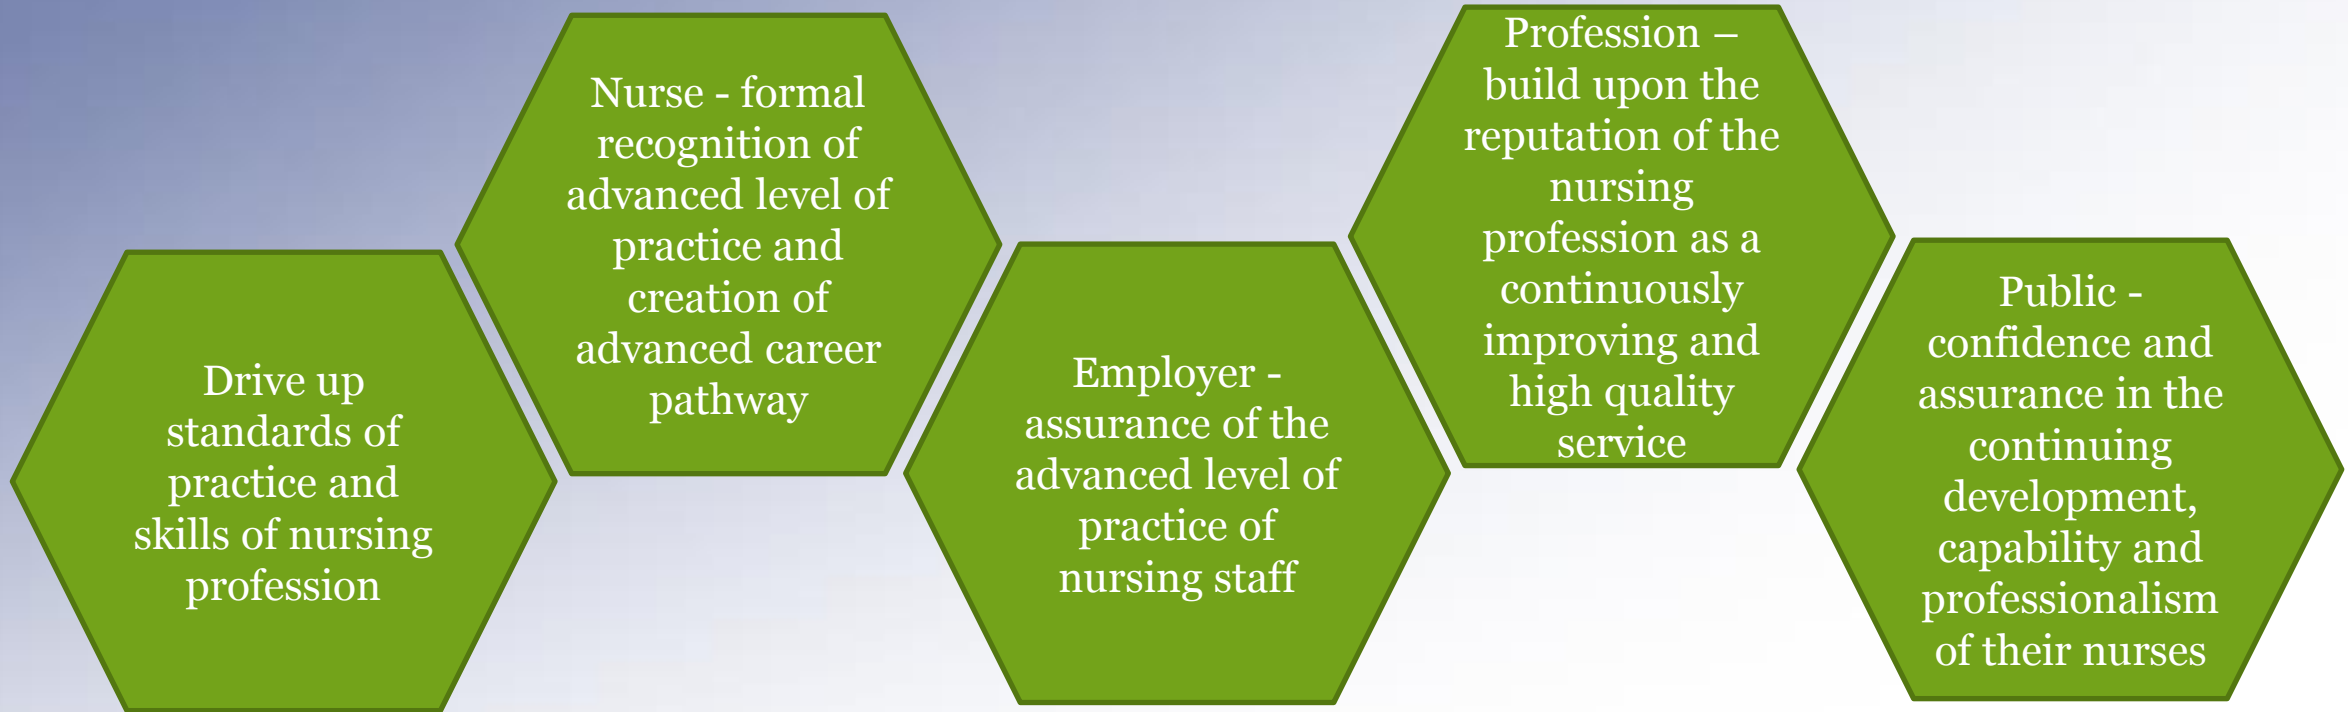 Drive up
standards of
practice and
skills of nursing
profession
Nurse - formal
recognition of
advanced level of
practice and
creation of
advanced career
pathway
Employer -
assurance of the
advanced level of
practice of
nursing staff
Profession –
build upon the
reputation of the
nursing
profession as a
continuously
improving and
high quality
service
Public -
confidence and
assurance in the
continuing
development,
capability and
professionalism
of their nurses